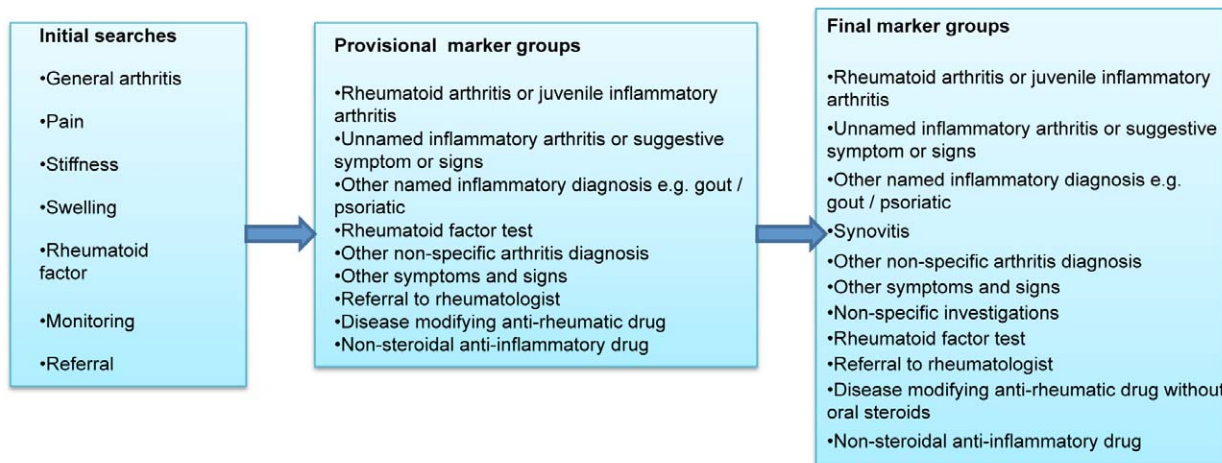 Initial searches
•General arthritis
•Pain
•Stiffness
•Swelling
•Rheumatoid
factor
•Monitoring
•Referral
Provisional marker groups
•Rheumatoid arthritis or juvenile inflammatory
arthritis
•Unnamed inflammatory arthritis or suggestive
symptom or signs
•Other named inflammatory diagnosis e.g. gout /
psoriatic
•Rheumatoid factor test
•Other non-specific arthritis diagnosis
•Other symptoms and signs
•Referral to rheumatologist
•Disease modifying anti-rheumatic drug
•Non-steroidal anti-inflammatory drug
Final marker groups
•Rheumatoid arthritis or juvenile inflammatory
arthritis
•Unnamed inflammatory arthritis or suggestive
symptom or signs
•Other named inflammatory diagnosis e.g.
gout / psoriatic
•Synovitis
•Other non-specific arthritis diagnosis
•Other symptoms and signs
•Non-specific investigations
•Rheumatoid factor test
•Referral to rheumatologist
•Disease modifying anti-rheumatic drug without
oral steroids
•Non-steroidal anti-inflammatory drug